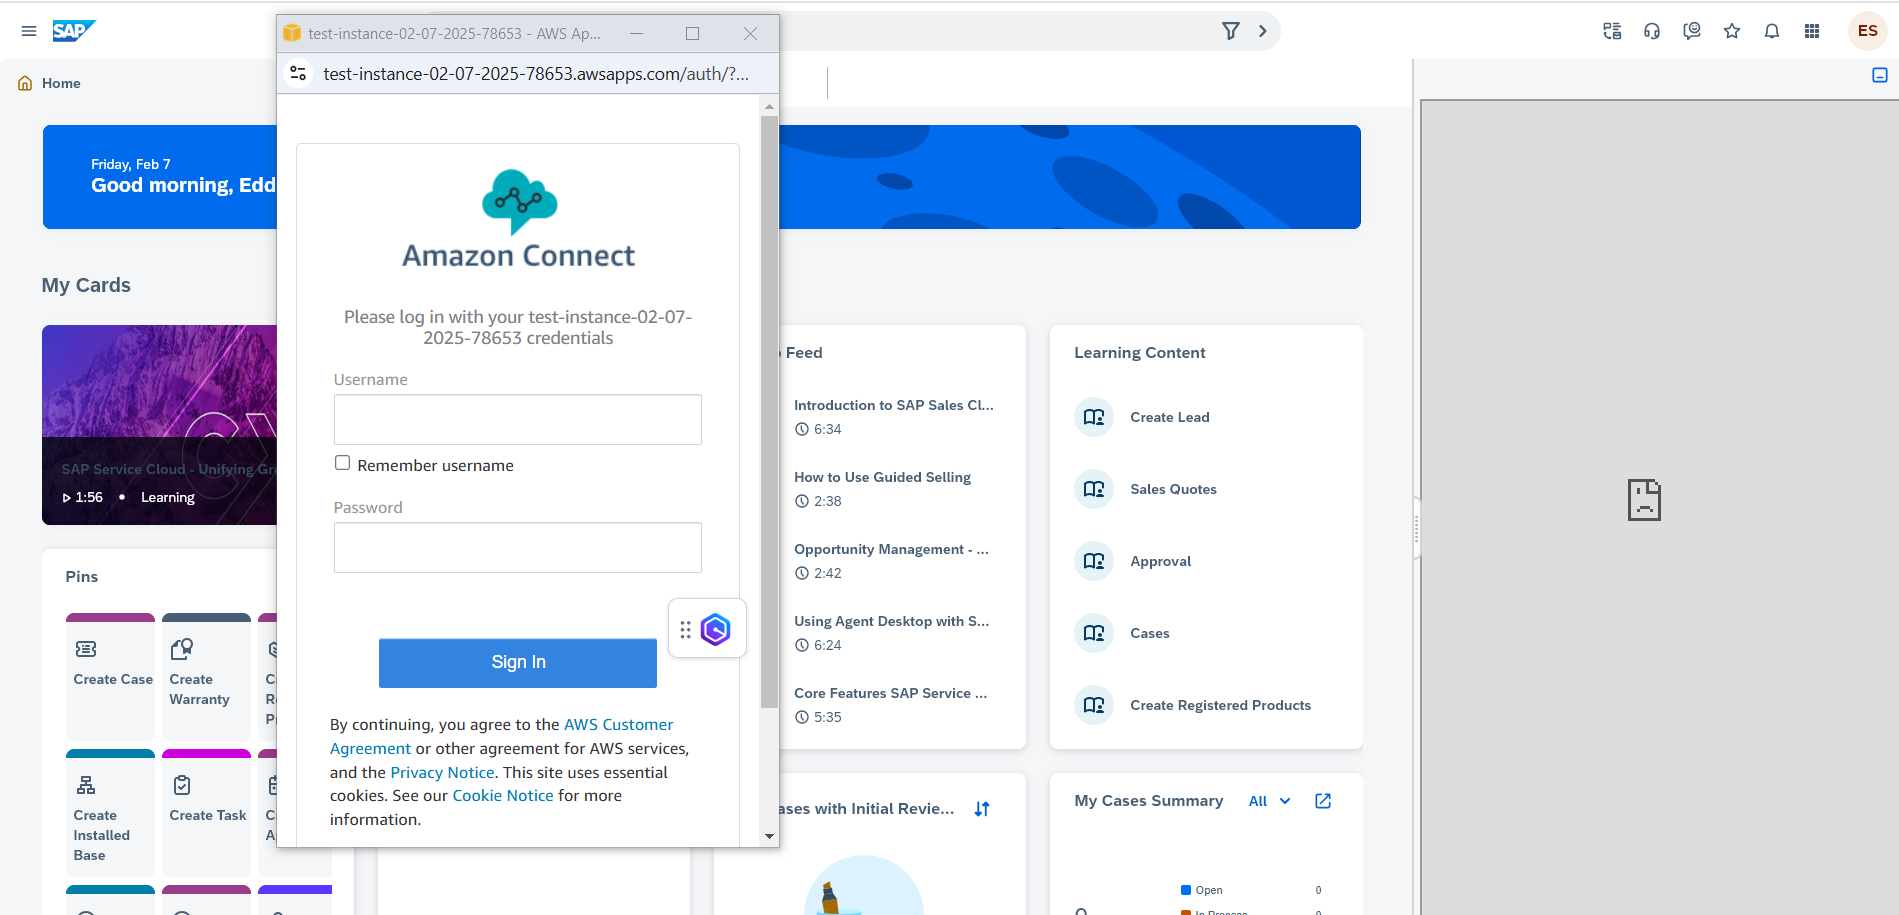 SAP
test-instance-02-07-2025-78653 - AWS Ap...
ES
test-instance-02-07-2025-78653.awsapps.com/auth/?...
Home
Friday, Feb 7
Good morning, Edd
Amazon Connect
Please log in with your test-instance-02-07-
2025-78653 credentials
Username
Remember username
Password
Sign In
By continuing, you agree to the AWS Customer
Agreement or other agreement for AWS services,
and the Privacy Notice. This site uses essential
cookies. See our Cookie Notice for more
information.
My Cards
SAP Service Cloud - Unifying Gr
1:56 • Learning
Feed
Introduction to SAP Sales Cl...
6:34
How to Use Guided Selling
2:38
Opportunity Management - ...
2:42
Using Agent Desktop with S...
6:24
Core Features SAP Service ...
5:35
Learning Content
Create Lead
Sales Quotes
Approval
Cases
Create Registered Products
Pins
Create Case
Create
Warranty
Create
Installed
Base
Create Task
ases with Initial Revie...
My Cases Summary
All
Open 0
In Process 0